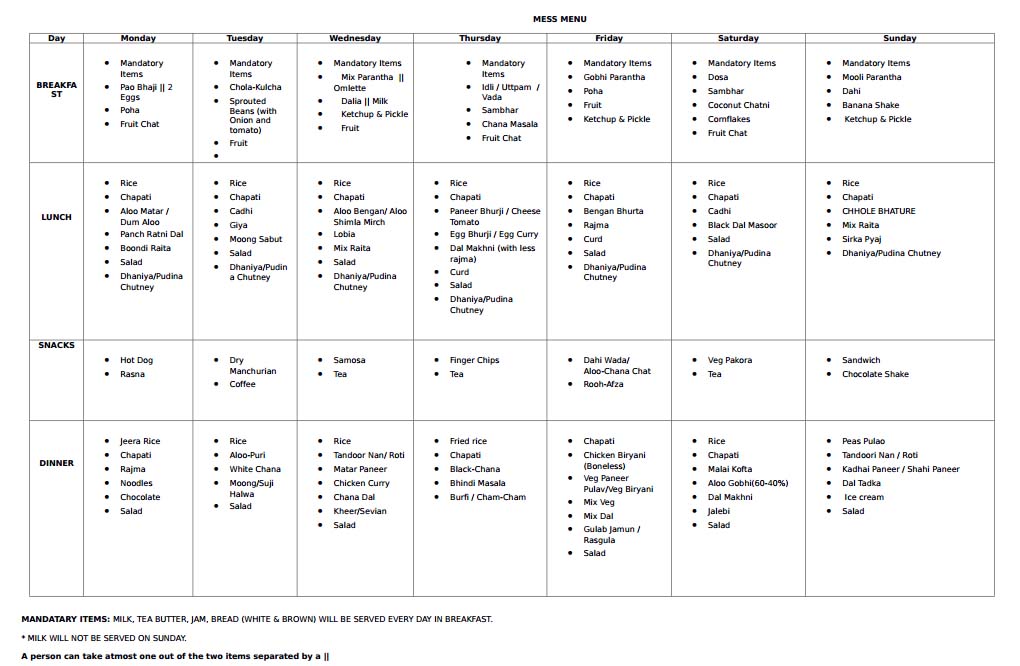 MESS MENU
Day Monday Tuesday Wednesday Thursday Friday Saturday Sunday
BREAKFA
ST
Mandatory
Items
Pao Bhaji || 2
Eggs
Poha
Fruit Chat
Mandatory
Items
Chola-Kulcha
Sprouted
Beans (with
Onion and
tomato)
Fruit
Mandatory Items
Mix Parantha ||
Omlette
Dalia || Milk
Ketchup & Pickle
Fruit
Mandatory
Items
Idli / Uttpam /
Vada
Sambhar
Chana Masala
Fruit Chat
Mandatory Items
Gobhi Parantha
Poha
Fruit
Ketchup & Pickle
Mandatory Items
Dosa
Sambhar
Coconut Chatni
Cornflakes
Fruit Chat
Mandatory Items
Mooli Parantha
Dahi
Banana Shake
Ketchup & Pickle
LUNCH
Rice
Chapati
Aloo Matar /
Dum Aloo
Panch Ratni Dal
Boondi Raita
Salad
Dhaniya/Pudina
Chutney
Rice
Chapati
Cadhi
Giya
Moong Sabut
Salad
Dhaniya/Pudin
a Chutney
Rice
Chapati
Aloo Bengan/ Aloo
Shimla Mirch
Lobia
Mix Raita
Salad
Dhaniya/Pudina
Chutney
Rice
Chapati
Paneer Bhurji / Cheese
Tomato
Egg Bhurji / Egg Curry
Dal Makhni (with less
rajma)
Curd
Salad
Dhaniya/Pudina
Chutney
Rice
Chapati
Bengan Bhurta
Rajma
Curd
Salad
Dhaniya/Pudina
Chutney
Rice
Chapati
Cadhi
Black Dal Masoor
Salad
Dhaniya/Pudina
Chutney
Rice
Chapati
CHHOLE BHATURE
Mix Raita
Sirka Pyaj
Dhaniya/Pudina Chutney
SNACKS
Hot Dog
Rasna
Dry
Manchurian
Coffee
Samosa
Tea
Finger Chips
Tea
Dahi Wada/
Aloo-Chana Chat
Rooh-Afza
Veg Pakora
Tea
Sandwich
Chocolate Shake
DINNER
Jeera Rice
Chapati
Rajma
Noodles
Chocolate
Salad
Rice
Aloo-Puri
White Chana
Moong/Suji
Halwa
Salad
Rice
Tandoor Nan/ Roti
Matar Paneer
Chicken Curry
Chana Dal
Kheer/Sevian
Salad
Fried rice
Chapati
Black-Chana
Bhindi Masala
Burfi / Cham-Cham
Chapati
Chicken Biryani
(Boneless)
Veg Paneer
Pulav/Veg Biryani
Mix Veg
Mix Dal
Gulab Jamun /
Rasgula
Salad
Rice
Chapati
Malai Kofta
Aloo Gobhi(60-40%)
Dal Makhni
Jalebi
Salad
Peas Pulao
Tandoori Nan / Roti
Kadhai Paneer / Shahi Paneer
Dal Tadka
Ice cream
Salad
MANDATARY ITEMS: MILK, TEA BUTTER, JAM, BREAD (WHITE & BROWN) WILL BE SERVED EVERY DAY IN BREAKFAST.
* MILK WILL NOT BE SERVED ON SUNDAY.
A person can take atmost one out of the two items separated by a ||